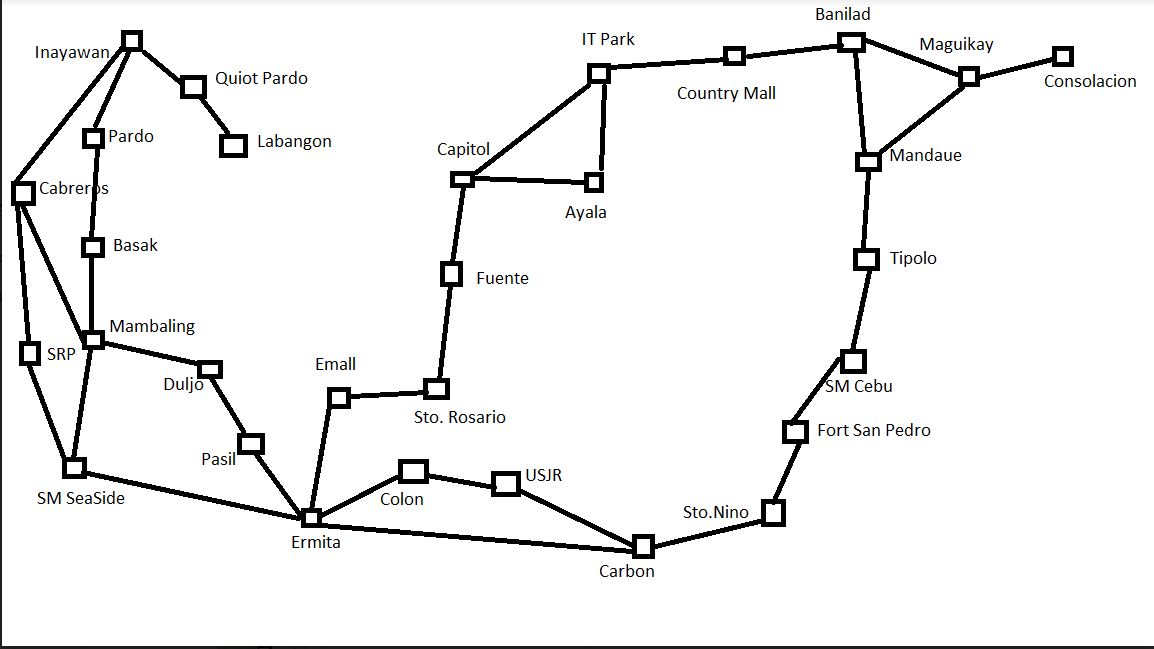 Banilad
IT Park
Maguikay
Inayawan
Quiot Pardo
Consolacion
Country Mall
Pardo
Labangon
Capitol
Mandaue
Cabreros
Ayala
Basak
Tipolo
Fuente
Mambaling
SRP
Emall
Duljo
SM Cebu
Sto. Rosario
Fort San Pedro
Pasil
USJR
SM SeaSide
Colon
Sto.Nino
Ermita
Carbon